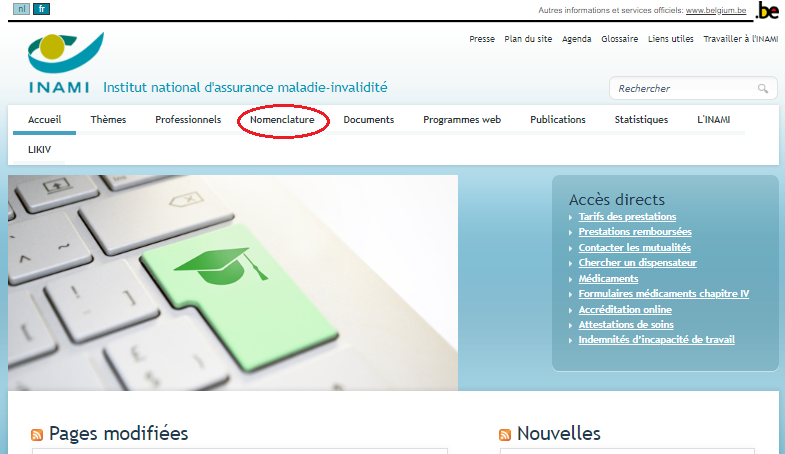 nl fr
Autres informations et services officiels: www.belgium.be
.be
Presse Plan du site Agenda Glossaire Liens utiles Travailler à l'INAMI
INAMI Institut national d'assurance maladie-invalidité
Rechercher
Accueil Thèmes Professionnels Nomenclature Documents Programmes web Publications Statistiques L'INAMI
LIKIV
Accès directs
Tarifs des prestations
Prestations remboursées
Contacter les mutualités
Chercher un dispensateur
Médicaments
Formulaires médicaments chapitre IV
Accréditation online
Attestations de soins
Indemnités d'incapacité de travail
Pages modifiées Nouvelles